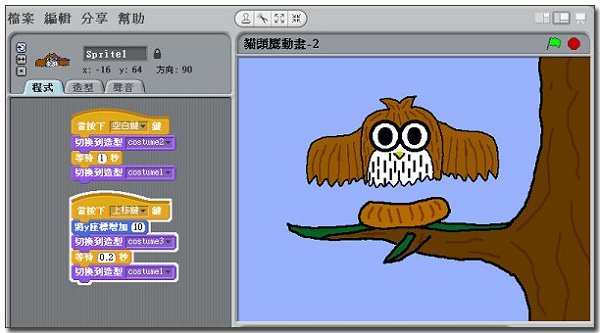 檔案 編輯 分享 幫助
Sprite1
x: -16 y: 64 方向: 90
程式 造型 聲音
貓頭鷹動畫-2
當按下 空白鍵 鍵
切換到造型 costume2
等待 1 秒
切換到造型 costume1
當按下 上移鍵 鍵
將y座標增加 10
切換到造型 costume3
等待 0.2 秒
切換到造型 costume1